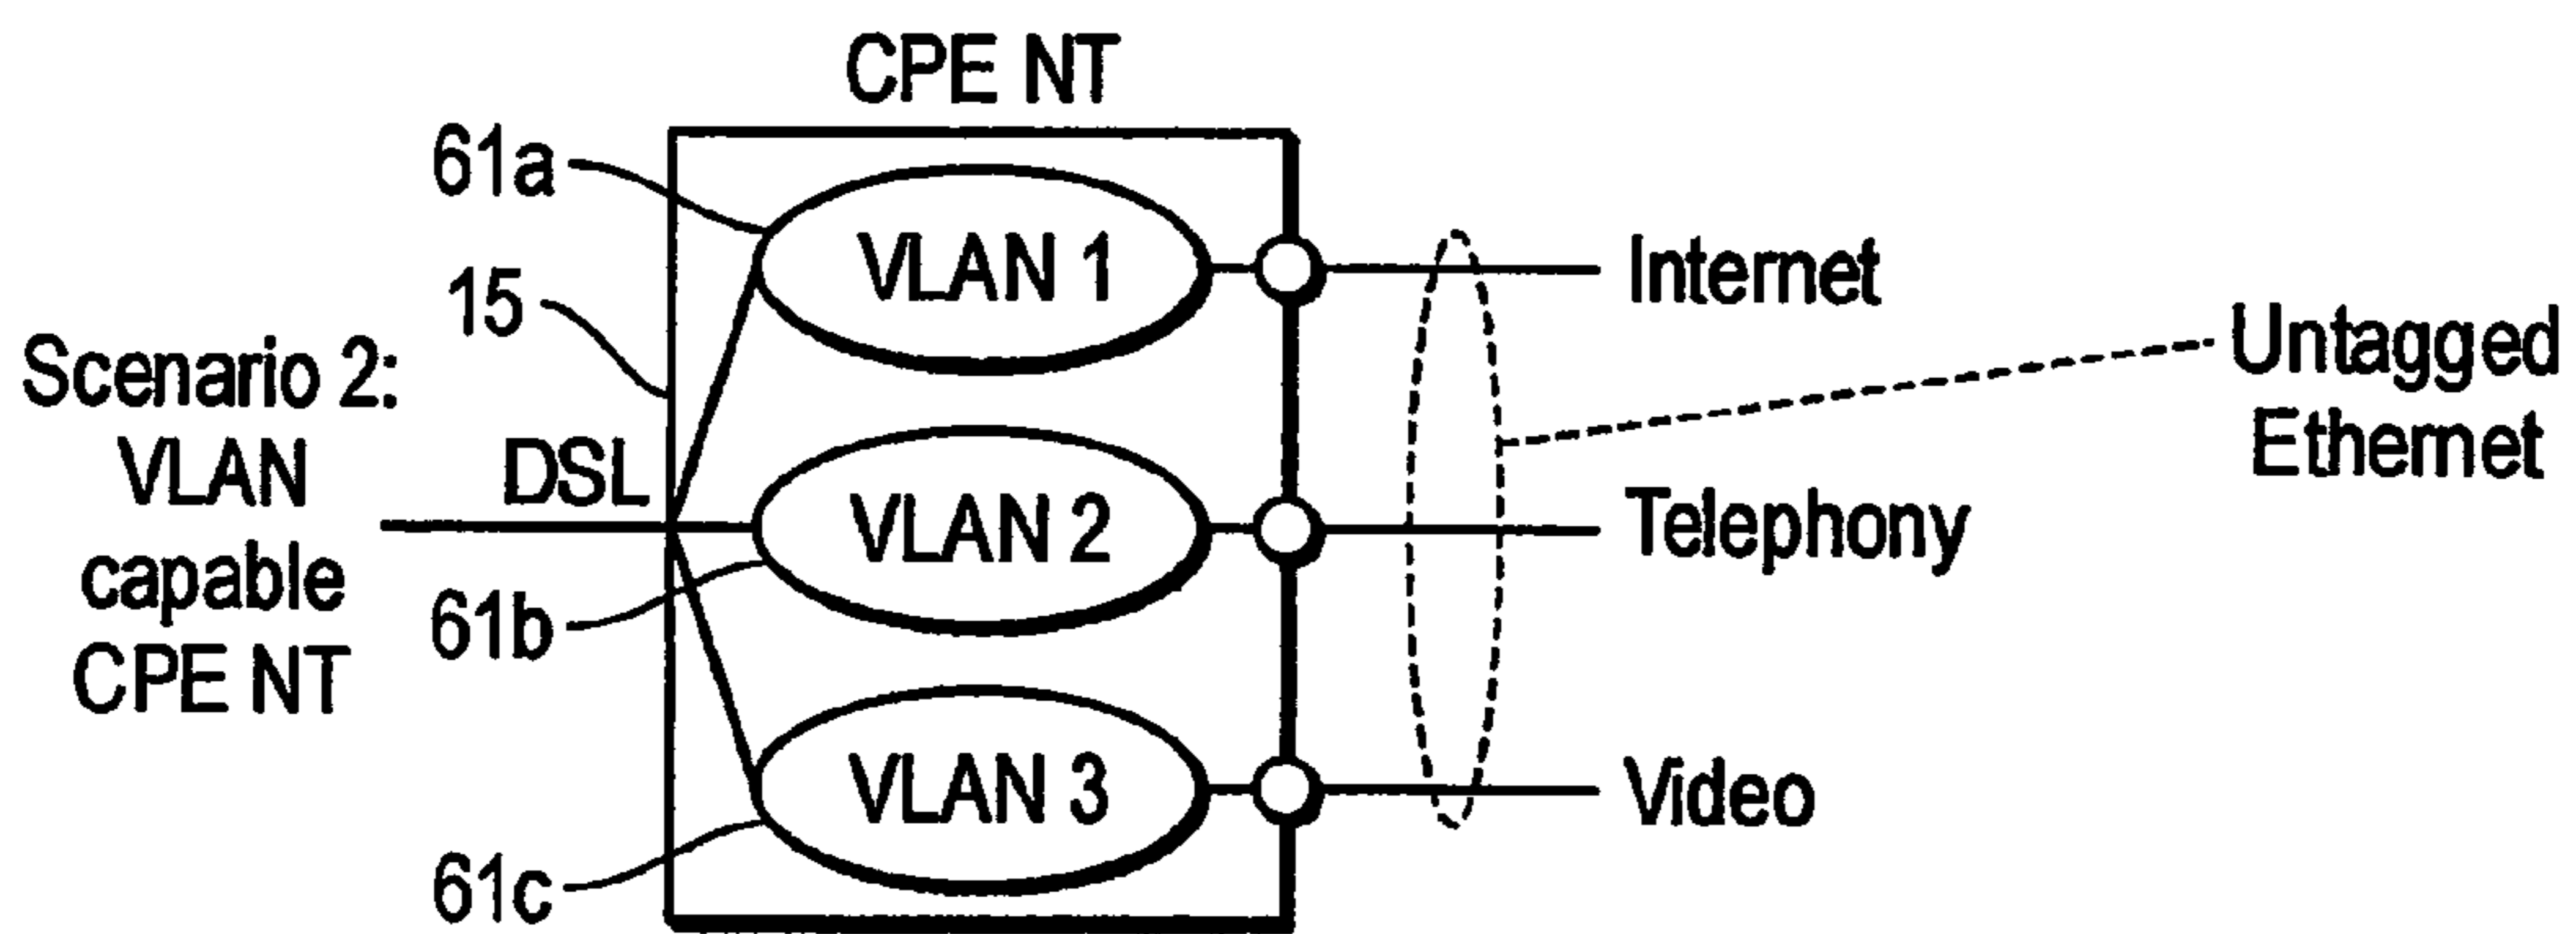 CPE NT
61a
15
Scenario 2:
VLAN
capable
CPE NT
DSL
61b
61c
VLAN 1
VLAN 2
VLAN 3
Internet
Telephony
Video
Untagged
Ethernet